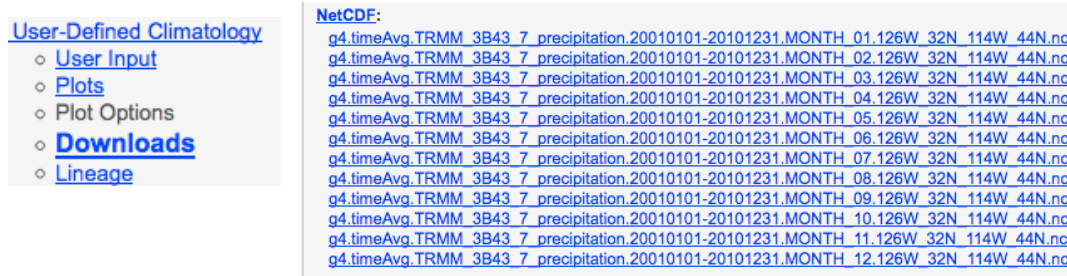 User-Defined Climatology
User Input
Plots
Plot Options
Downloads
Lineage
NetCDF:
g4.timeAvg.TRMM_3B43_7_precipitation.20010101-20101231.MONTH_01.126W_32N_114W_44N.nc
g4.timeAvg.TRMM_3B43_7_precipitation.20010101-20101231.MONTH_02.126W_32N_114W_44N.nc
g4.timeAvg.TRMM_3B43_7_precipitation.20010101-20101231.MONTH_03.126W_32N_114W_44N.nc
g4.timeAvg.TRMM_3B43_7_precipitation.20010101-20101231.MONTH_04.126W_32N_114W_44N.nc
g4.timeAvg.TRMM_3B43_7_precipitation.20010101-20101231.MONTH_05.126W_32N_114W_44N.nc
g4.timeAvg.TRMM_3B43_7_precipitation.20010101-20101231.MONTH_06.126W_32N_114W_44N.nc
g4.timeAvg.TRMM_3B43_7_precipitation.20010101-20101231.MONTH_07.126W_32N_114W_44N.nc
g4.timeAvg.TRMM_3B43_7_precipitation.20010101-20101231.MONTH_08.126W_32N_114W_44N.nc
g4.timeAvg.TRMM_3B43_7_precipitation.20010101-20101231.MONTH_09.126W_32N_114W_44N.nc
g4.timeAvg.TRMM_3B43_7_precipitation.20010101-20101231.MONTH_10.126W_32N_114W_44N.nc
g4.timeAvg.TRMM_3B43_7_precipitation.20010101-20101231.MONTH_11.126W_32N_114W_44N.nc
g4.timeAvg.TRMM_3B43_7_precipitation.20010101-20101231.MONTH_12.126W_32N_114W_44N.nc